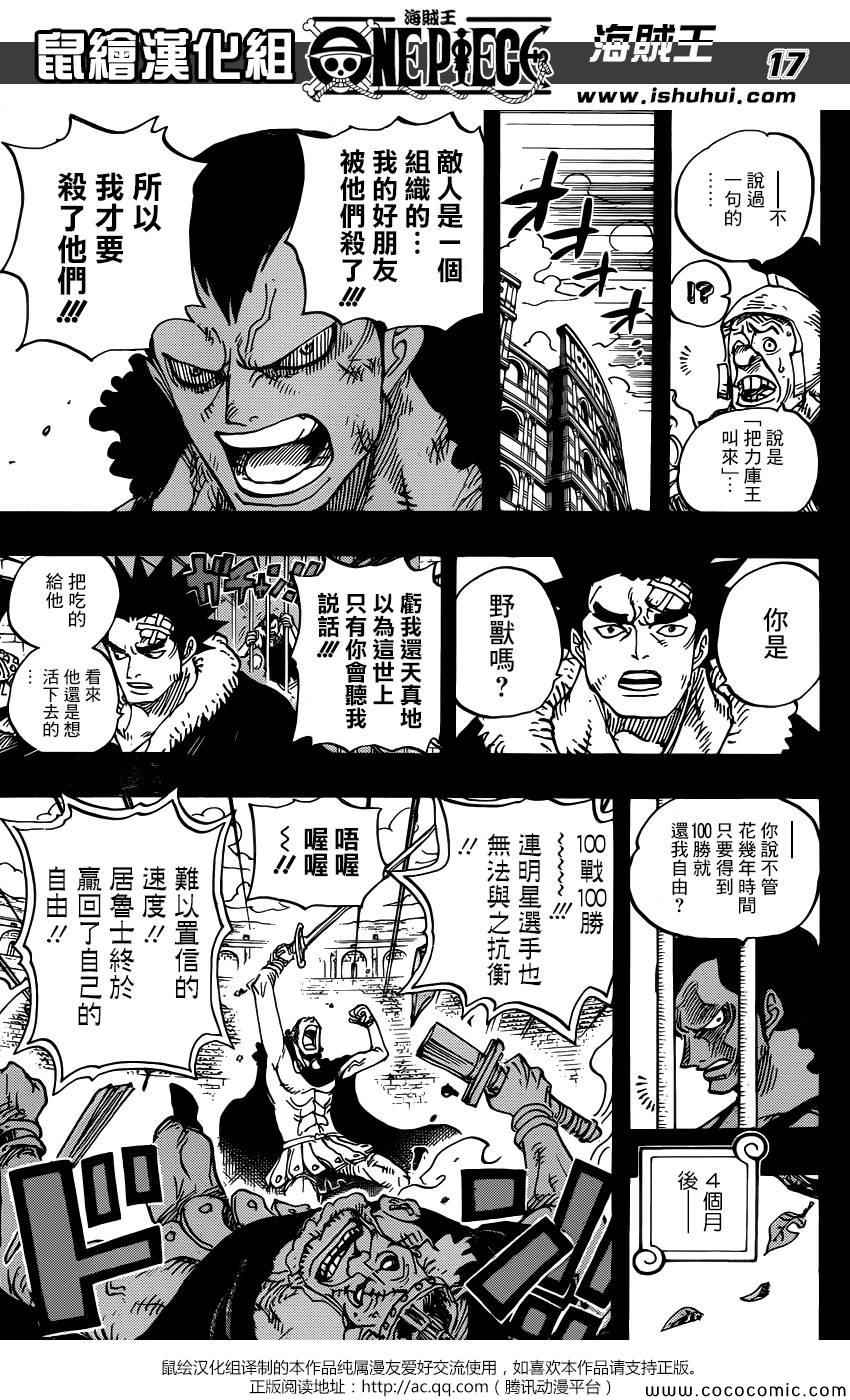 鼠繪漢化組
海賊王
ONE PIECE
海賊王
17
www.ishuhui.com
——不
說過
一句的
……
!?
說是
「把力庫王
叫來」…
敵人是一個
組織的…
我的好朋友
被他們殺了!!!
所以
我才要
殺了他們!!!
你是
野獸嗎?
ガチャン!!
虧我還天真地
以為這世上
只有你會聽我
說話!!!
把吃的
給他
看來
他還是想
活下去的
…
——
你說不管
花幾年時間
只要得到
100勝就
還我自由?
4個月
後——
100戰100勝
~~~!!!
連明星選手也
無法與之抗衡
!!
唔喔
喔喔
~~!!
難以置信的
速度!!
居魯士終於
贏回了自己的
自由!!
ド
鼠绘汉化组译制的本作品纯属漫友爱好交流使用，如喜欢本作品请支持正版。
正版阅读地址：http://ac.qq.com（腾讯动漫平台）
www.cococomic.com